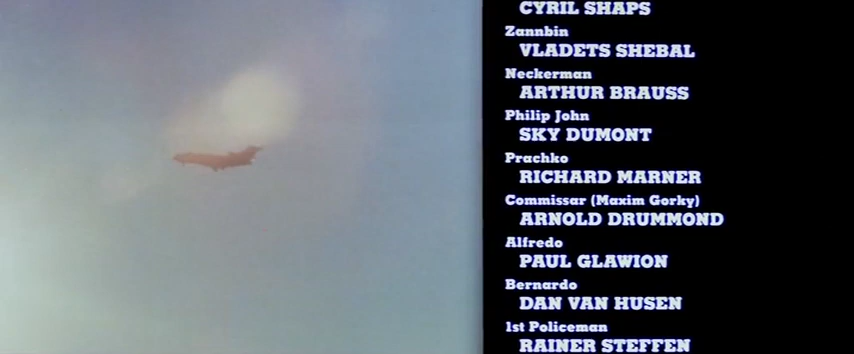 CYRIL SHAPS
Zannbin
VLADETS SHEBAL
Neckerman
ARTHUR BRAUSS
Philip John
SKY DUMONT
Prachko
RICHARD MARNER
Commissar (Maxim Gorky)
ARNOLD DRUMMOND
Alfredo
PAUL GLAWION
Bernardo
DAN VAN HUSEN
1st Policeman
RAINER STEFFEN